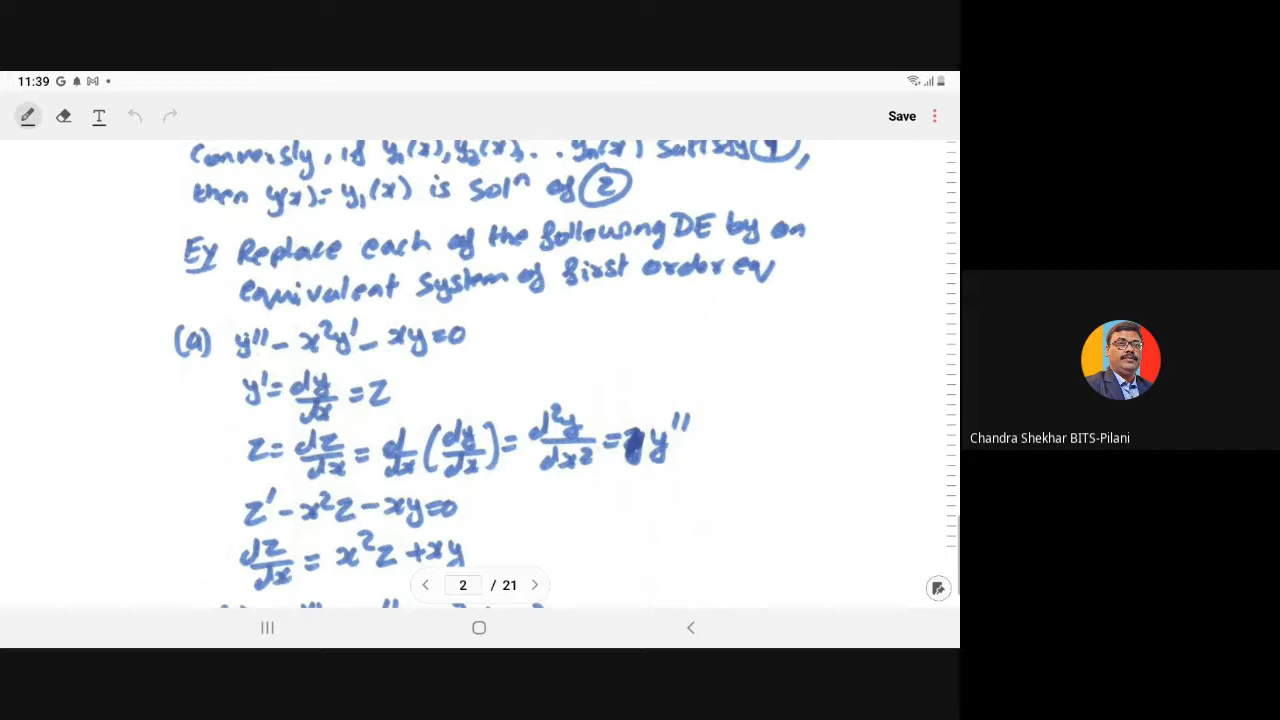 11:39
Save
Conversly, if y₁(x), y₂(x), . . yₙ(x) satisfy
then y(x) = y₁(x) is solⁿ of ②
Ex Replace each of the following DE by an
equivalent system of first order eq
(a) y'' - x²y' - xy = 0
y' = dy/dx = z
z = dz/dx = d/dx (dy/dx) = d²y/dx² = y''
z' - x²z - xy = 0
dz/dx = x²z + xy
2 / 21
Chandra Shekhar BITS-Pilani